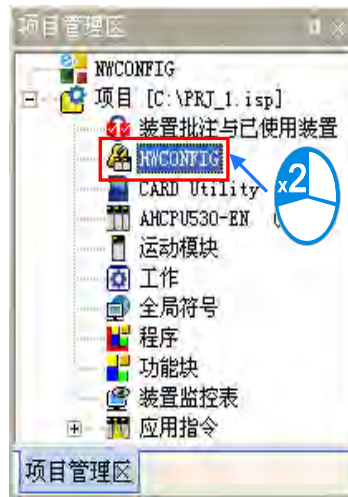 项目管理区
NWCONFIG
项目 [C:\PRJ_1.isp]
装置批注与已使用装置
HWCONFIG
CARD Utility
x2
AHCPU530-EN
运动模块
工作
全局符号
程序
功能块
装置监控表
应用指令
项目管理区